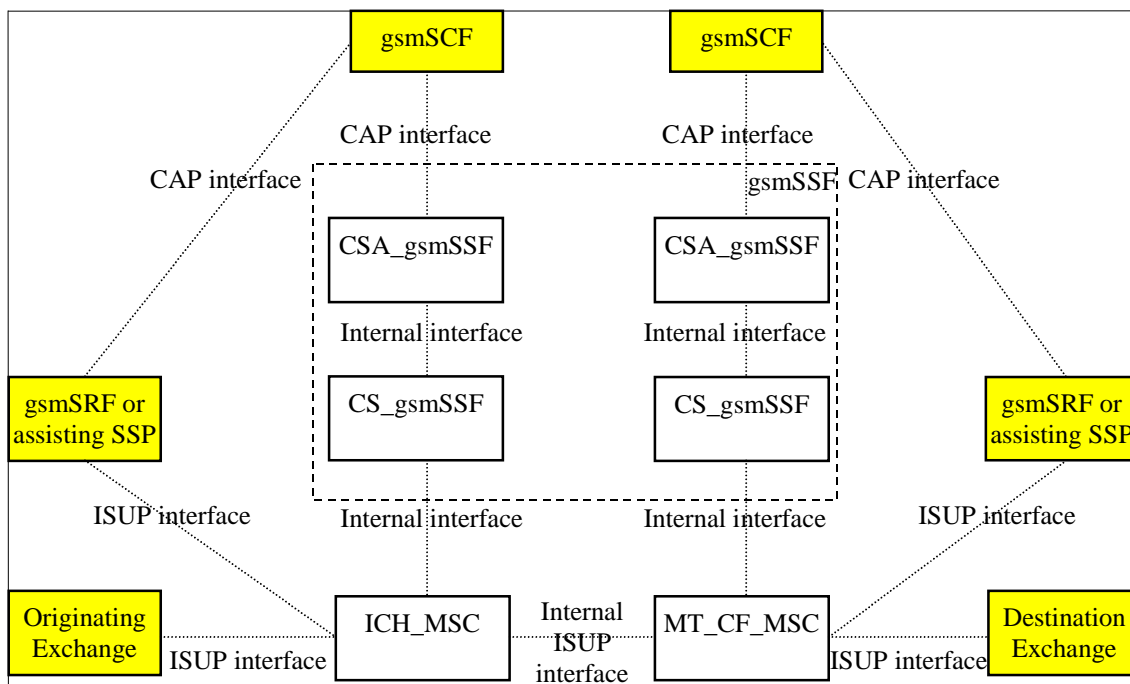 gsmSCF
gsmSCF
CAP interface
CAP interface
CAP interface
gsmSSF
CAP interface
CSA_gsmSSF
CSA_gsmSSF
Internal interface
Internal interface
gsmSRF or
assisting SSP
CS_gsmSSF
CS_gsmSSF
gsmSRF or
assisting SSP
ISUP interface
Internal interface
Internal interface
ISUP interface
Originating
Exchange
ISUP interface
ICH_MSC
Internal
ISUP
interface
MT_CF_MSC
ISUP interface
Destination
Exchange